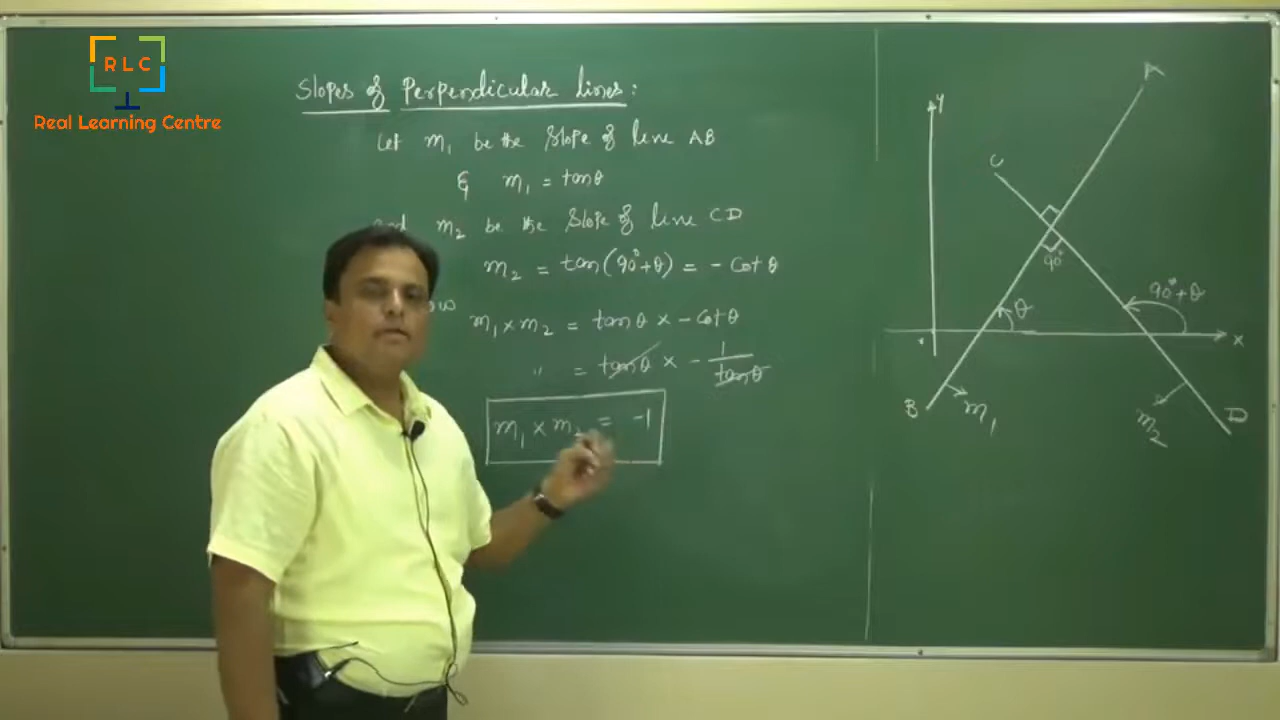 RLC
Real Learning Centre
Slopes of Perpendicular lines:
Let m₁ be the Slope of line AB
& m₁ = tanθ
and m₂ be the Slope of line CD
m₂ = tan(90°+θ) = -Cotθ
m₁ × m₂ = tanθ × -Cotθ
" = tanθ × - 1/tanθ
m₁ × m₂ = -1
y
A
C
90°
θ
90°+θ
x
B
m₁
m₂
D